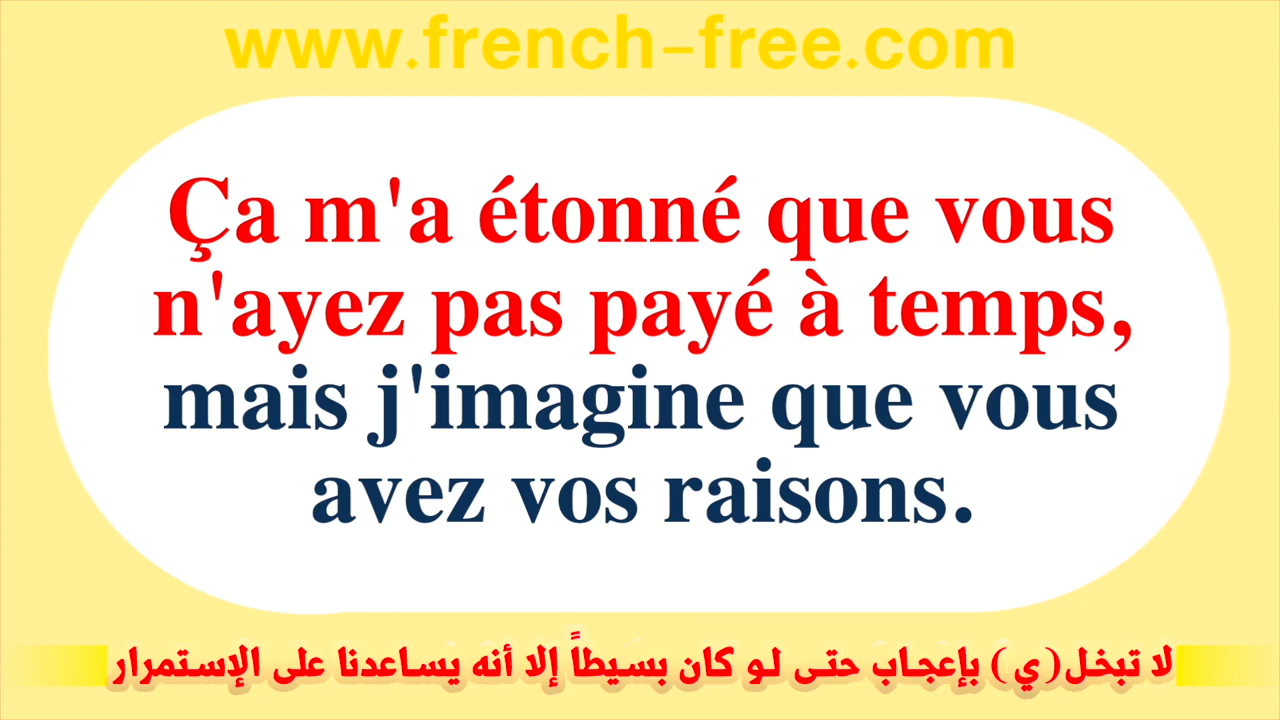 www.french-free.com
Ça m'a étonné que vous
n'ayez pas payé à temps,
mais j'imagine que vous
avez vos raisons.
لا تبخل(ي) بإعجاب حتى لو كان بسيطاً إلا أنه يساعدنا على الإستمرار